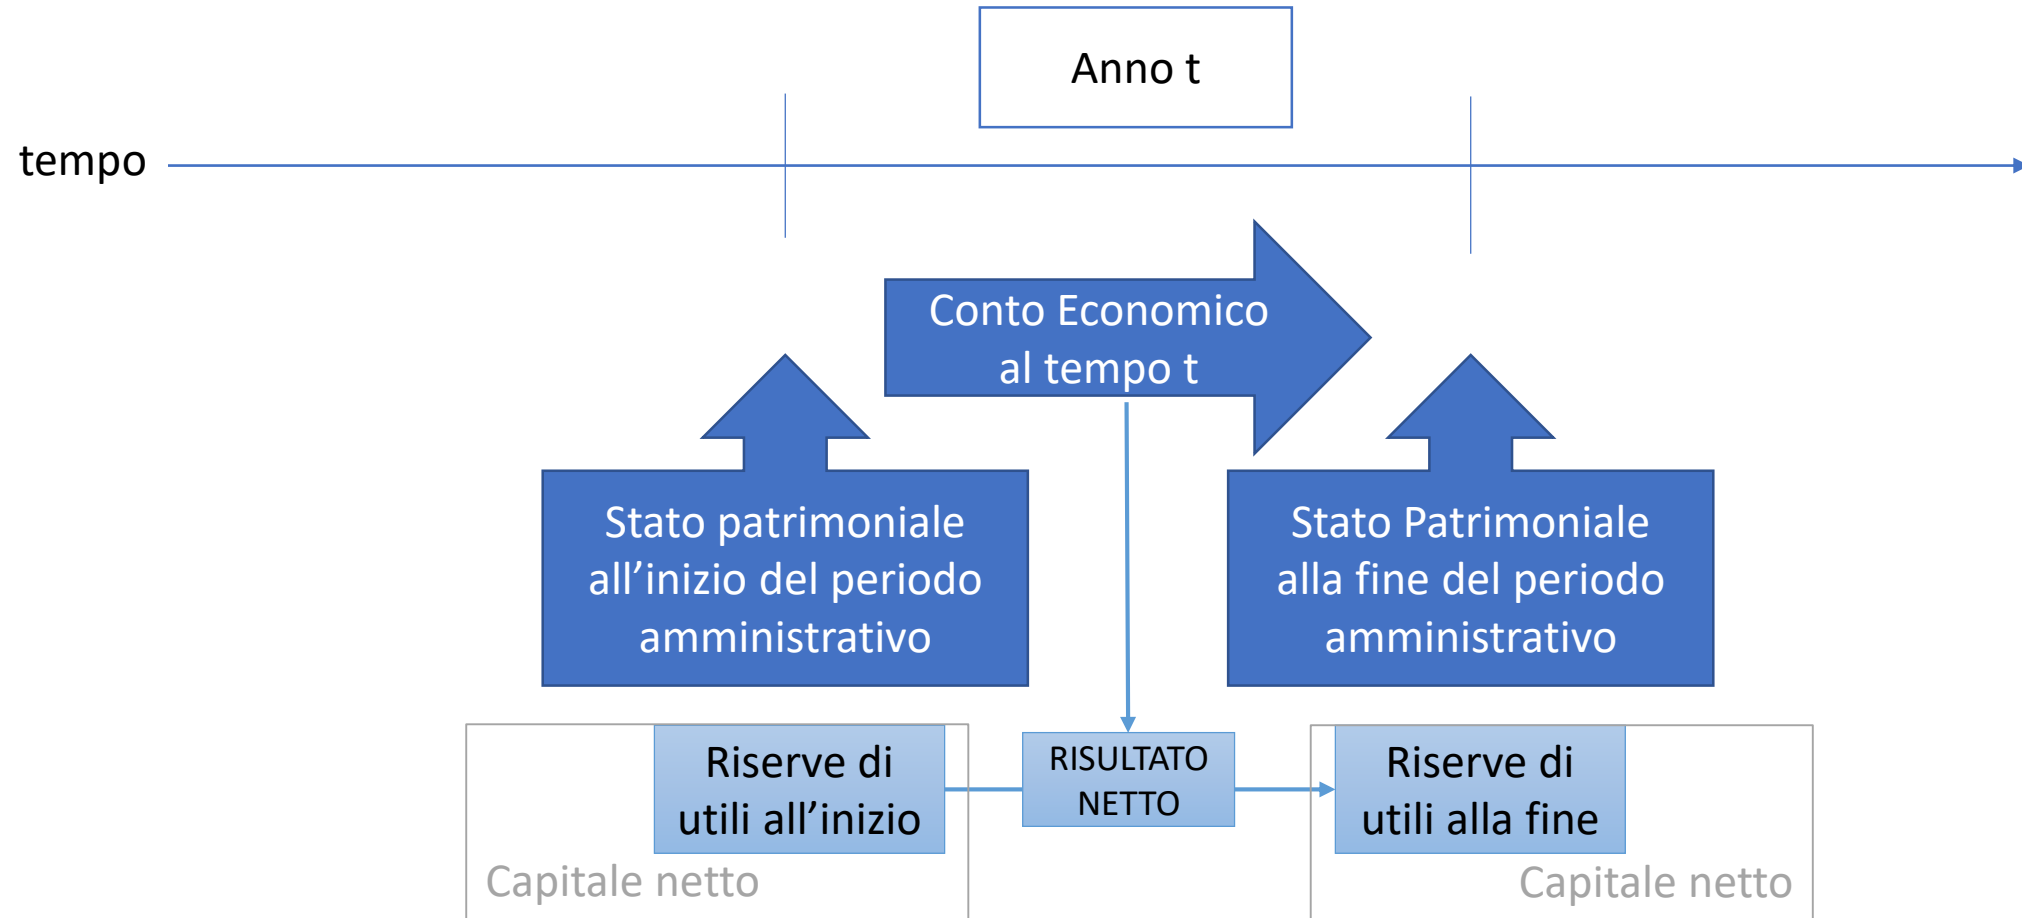 Anno t
tempo
Conto Economico
al tempo t
Stato patrimoniale
all’inizio del periodo
amministrativo
Stato Patrimoniale
alla fine del periodo
amministrativo
Riserve di
utili all’inizio
RISULTATO
NETTO
Riserve di
utili alla fine
Capitale netto
Capitale netto